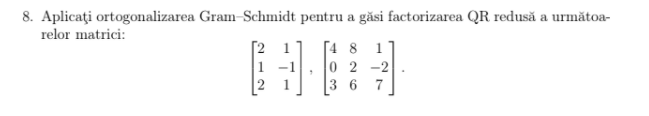 8. Aplicaţi ortogonalizarea Gram–Schmidt pentru a găsi factorizarea QR redusă a următoa-
relor matrici:
[2 1] [4 8 1]
[1 −1] , [0 2 −2] .
[2 1] [3 6 7]